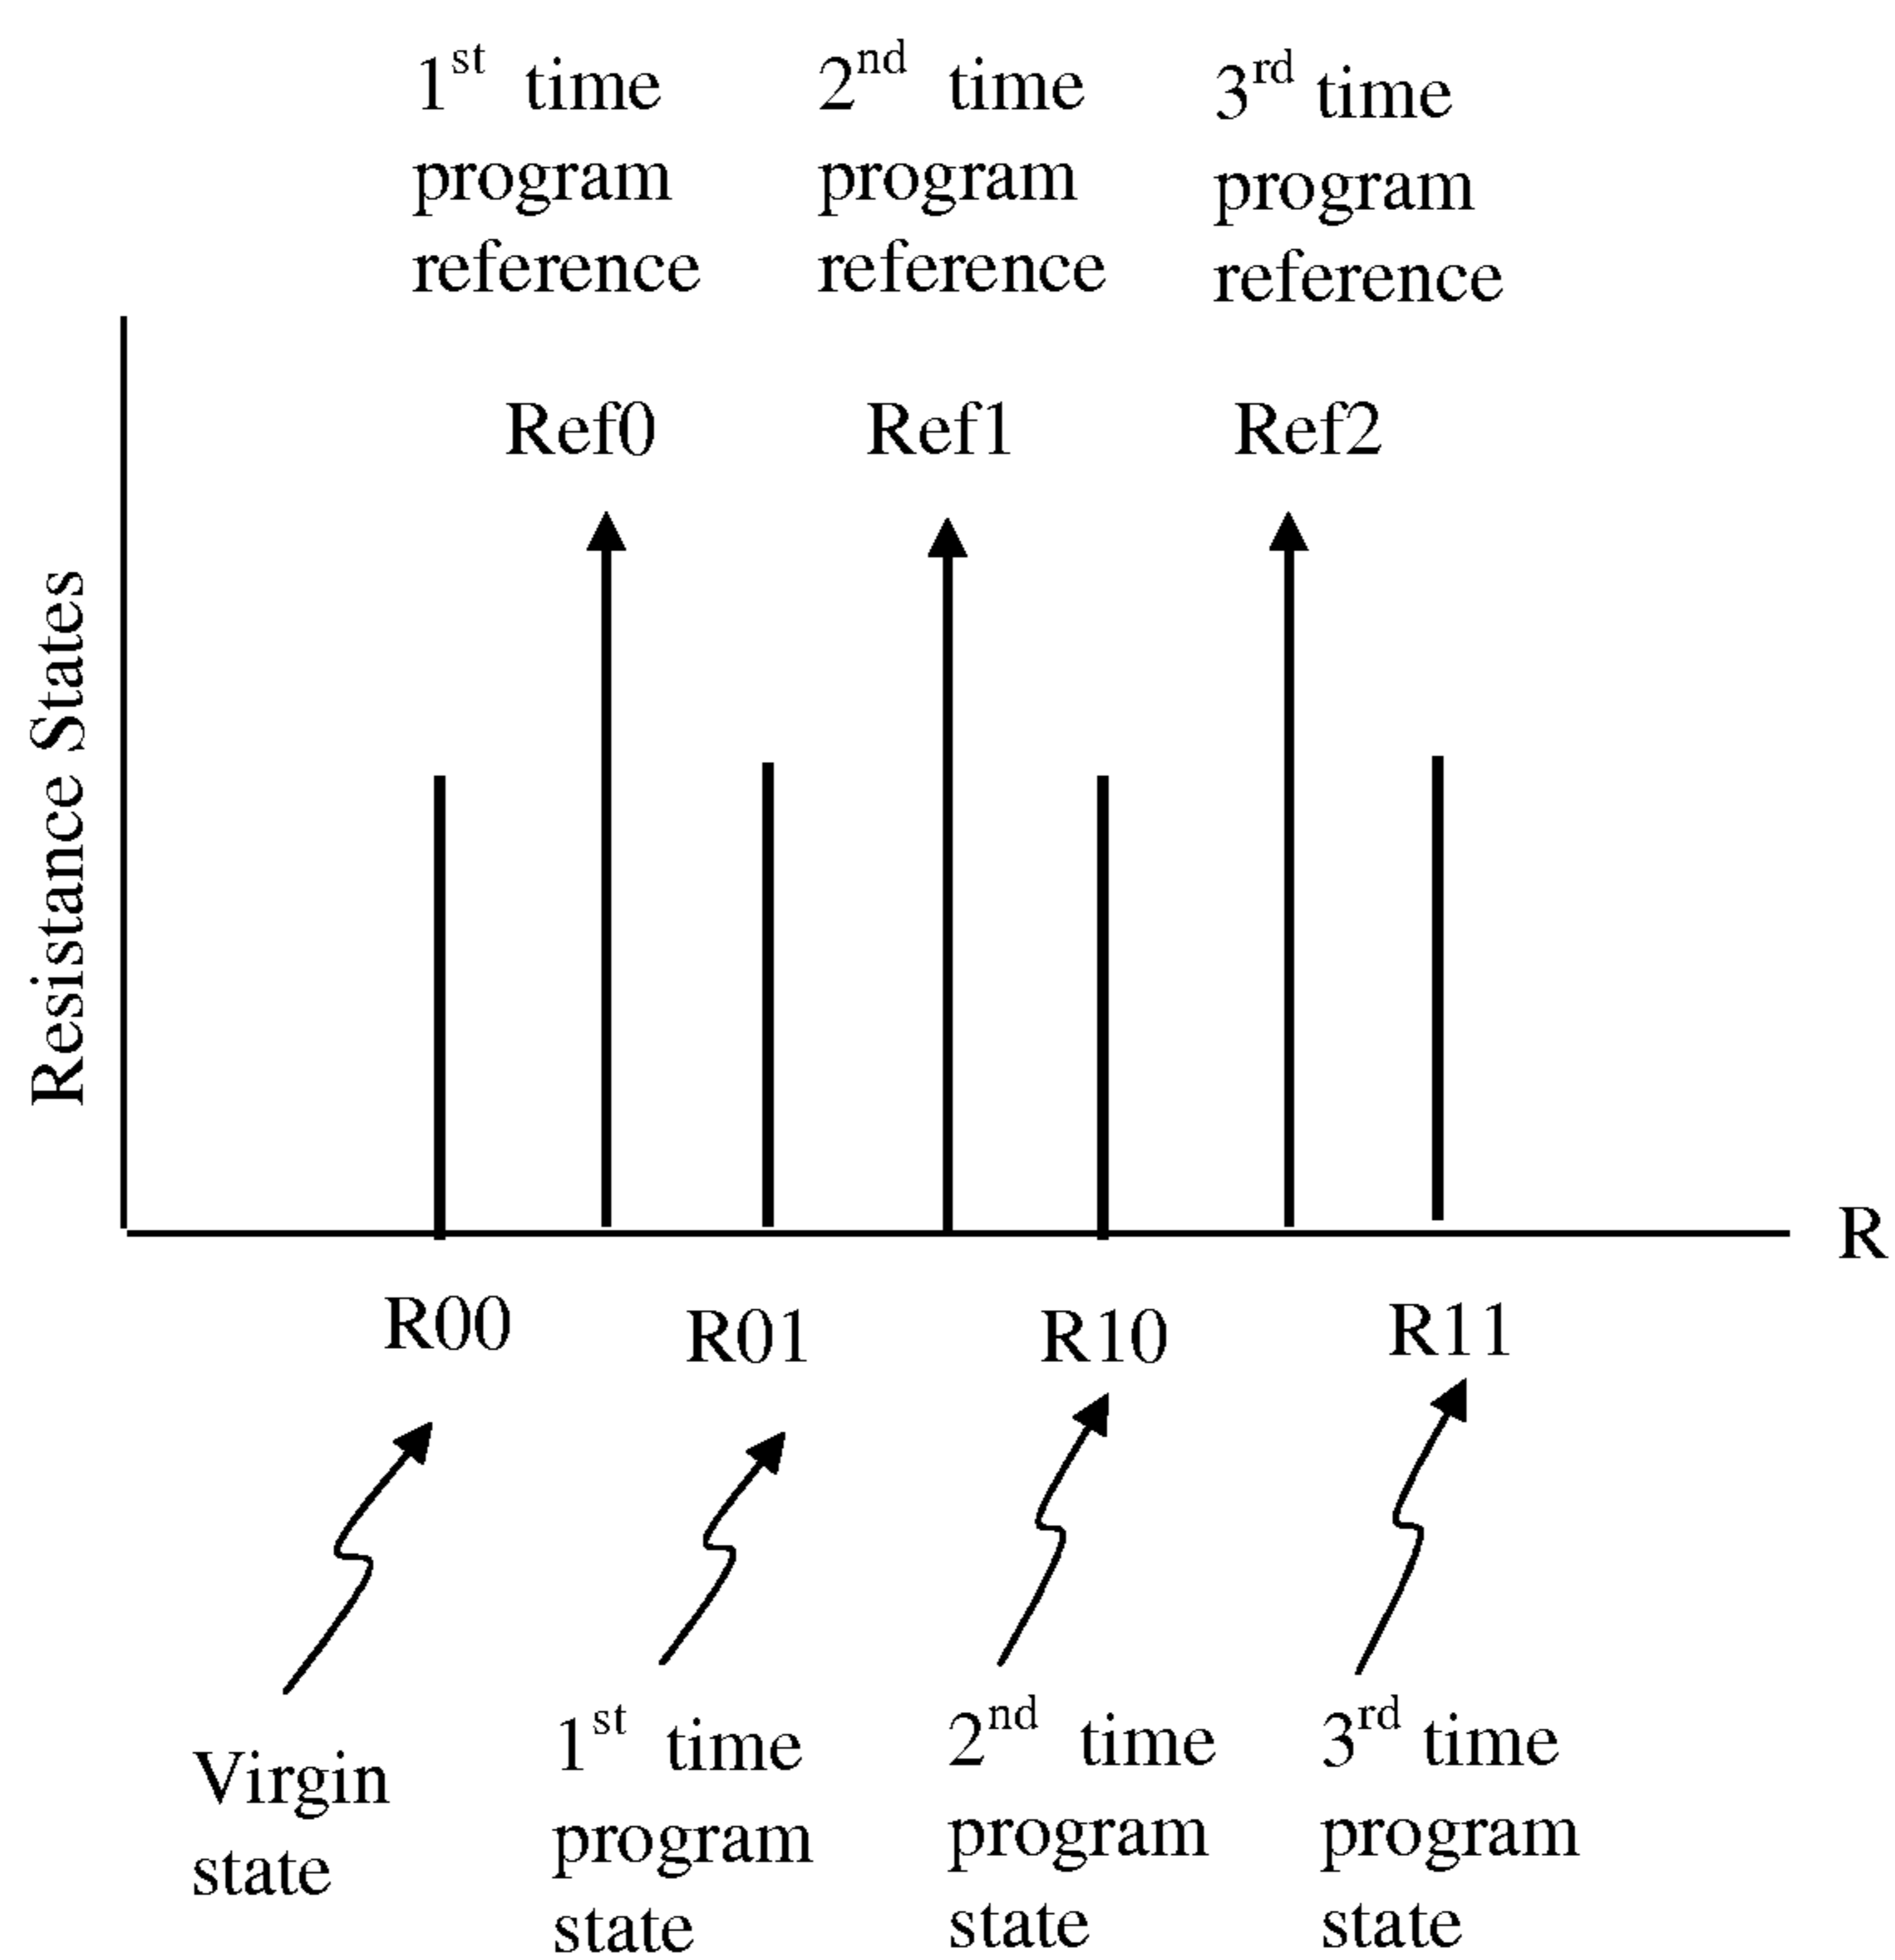 1st time
program
reference
2nd time
program
reference
3rd time
program
reference
Ref0
Ref1
Ref2
Resistance States
R
R00
R01
R10
R11
Virgin
state
1st time
program
state
2nd time
program
state
3rd time
program
state